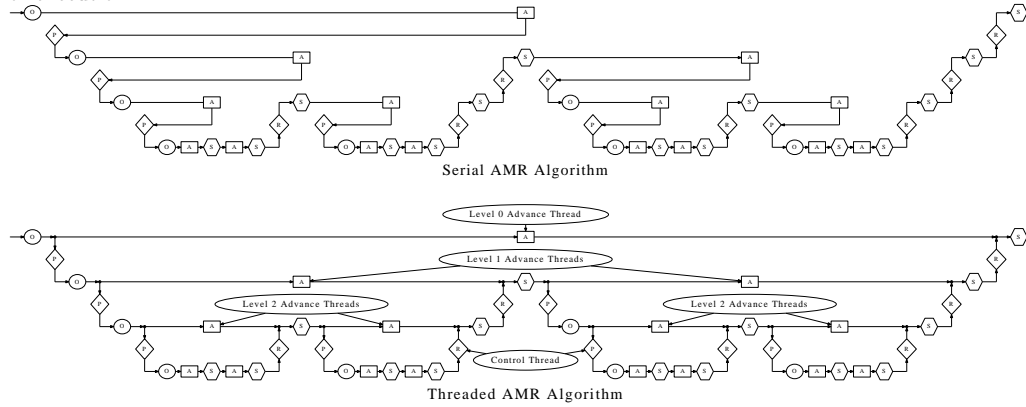 O A S
P R
O A S A S
P R P R
O A S A S O A S A S
P R P R P R P R
O A S A S O A S A S O A S A S O A S A S
Serial AMR Algorithm
Level 0 Advance Thread
O A S
P Level 1 Advance Threads R
O A S A S
P Level 2 Advance Threads R P Level 2 Advance Threads R
O A S A S O A S A S
P R P R P R P R
Control Thread
O A S A S O A S A S O A S A S O A S A S
Threaded AMR Algorithm